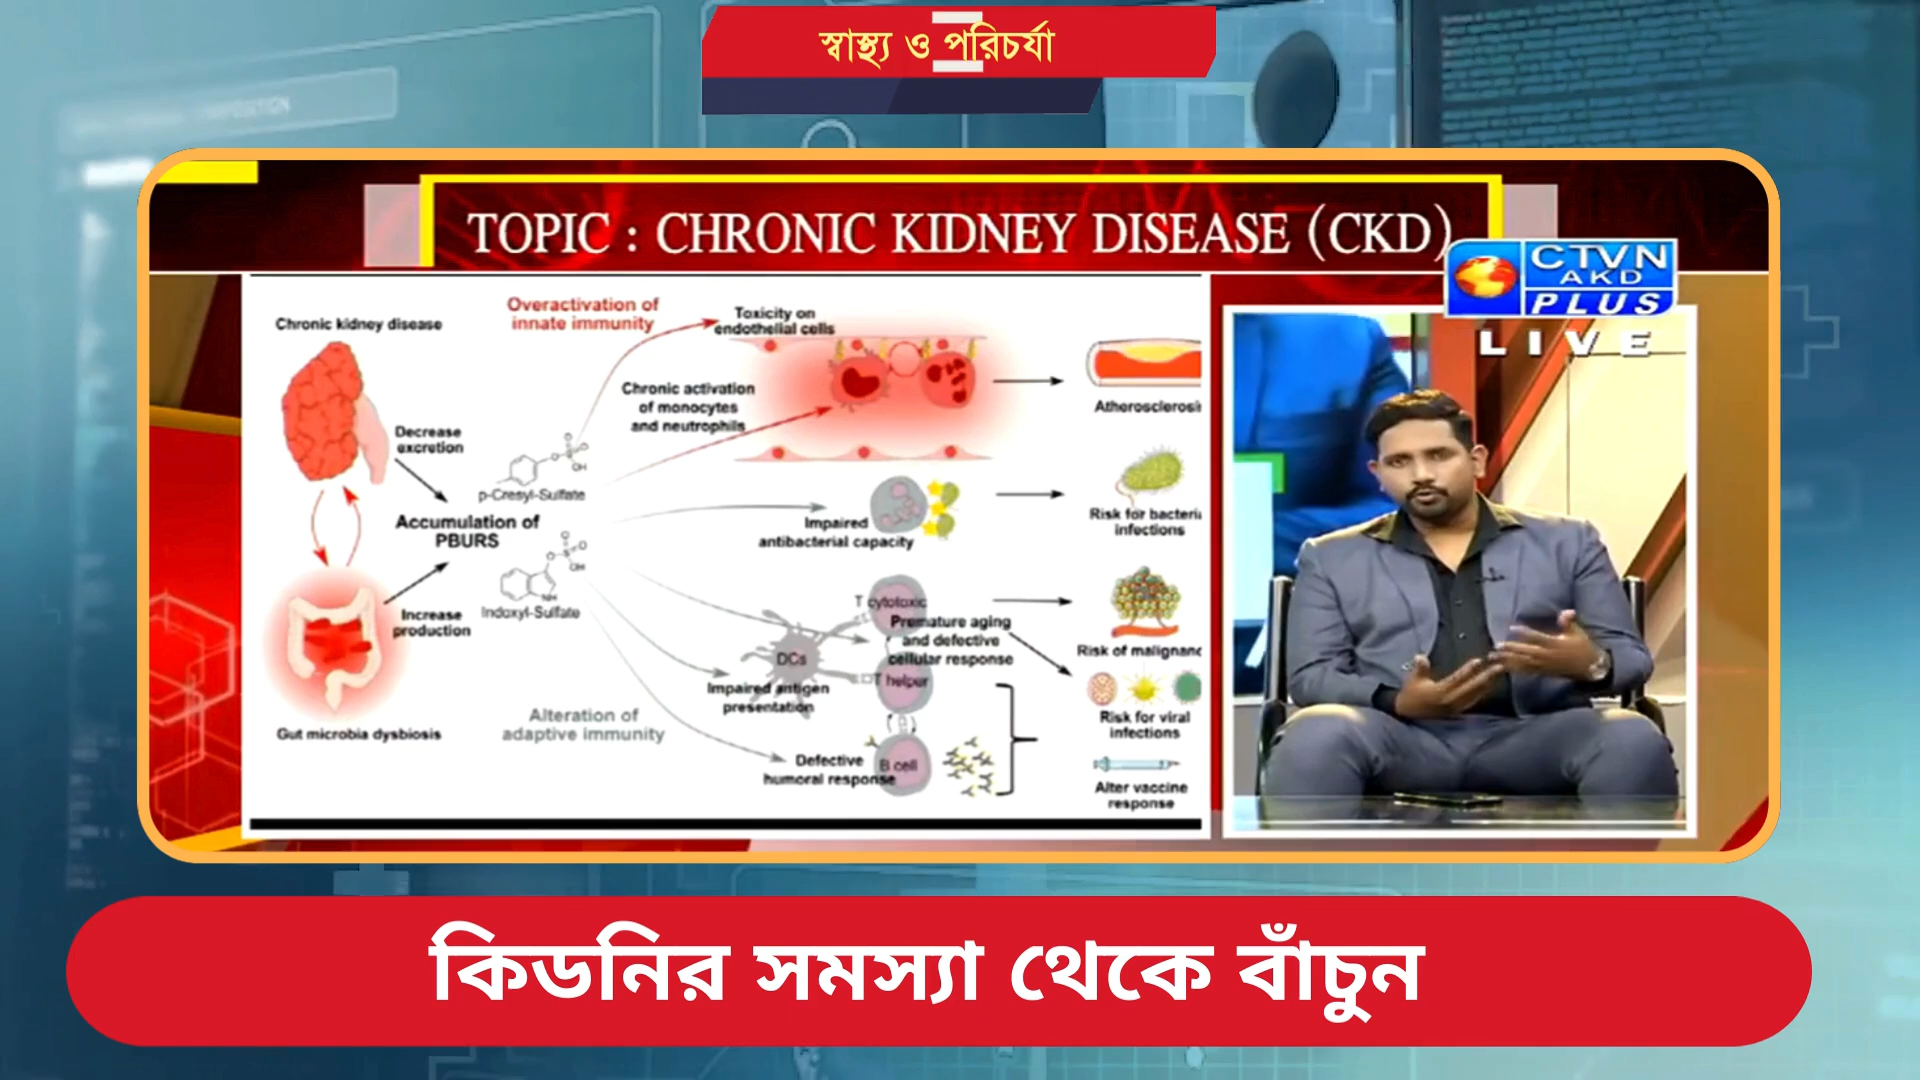 স্বাস্থ্য ও পরিচর্যা
TOPIC : CHRONIC KIDNEY DISEASE (CKD)
CTVN
AKD
PLUS
LIVE
Chronic kidney disease
Overactivation of
innate immunity
Toxicity on
endothelial cells
Chronic activation
of monocytes
and neutrophils
Atherosclerosi
Decrease
excretion
p-Cresyl-Sulfate
OH
Accumulation of
PBURS
Impaired
antibacterial capacity
Risk for bacteri
infections
OH
NH
Indoxyl-Sulfate
Increase
production
T cytotoxic
Premature aging
and defective
cellular response
DCs
T helper
Risk of malignanc
Impaired antigen
presentation
Risk for viral
infections
Gut microbia dysbiosis
Alteration of
adaptive immunity
Defective
humoral response
B cell
Alter vaccine
response
কিডনির সমস্যা থেকে বাঁচুন